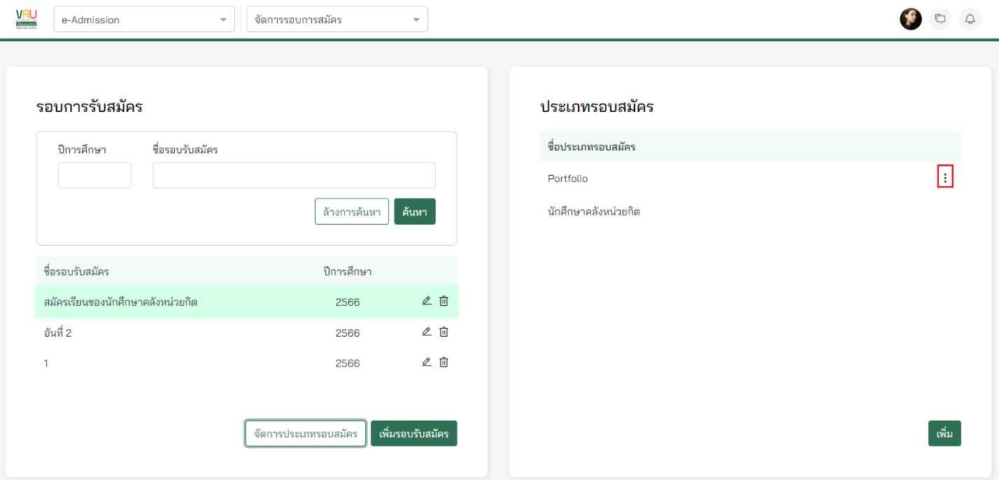 VRU
e-Admission
จัดการรอบการสมัคร
รอบการรับสมัคร
ปีการศึกษา
ชื่อรอบรับสมัคร
ล้างการค้นหา
ค้นหา
ชื่อรอบรับสมัคร ปีการศึกษา
สมัครเรียนของนักศึกษาคลังหน่วยกิต 2566
อันที่ 2 2566
1 2566
จัดการประเภทรอบสมัคร
เพิ่มรอบรับสมัคร
ประเภทรอบสมัคร
ชื่อประเภทรอบสมัคร
Portfolio
นักศึกษาคลังหน่วยกิต
เพิ่ม